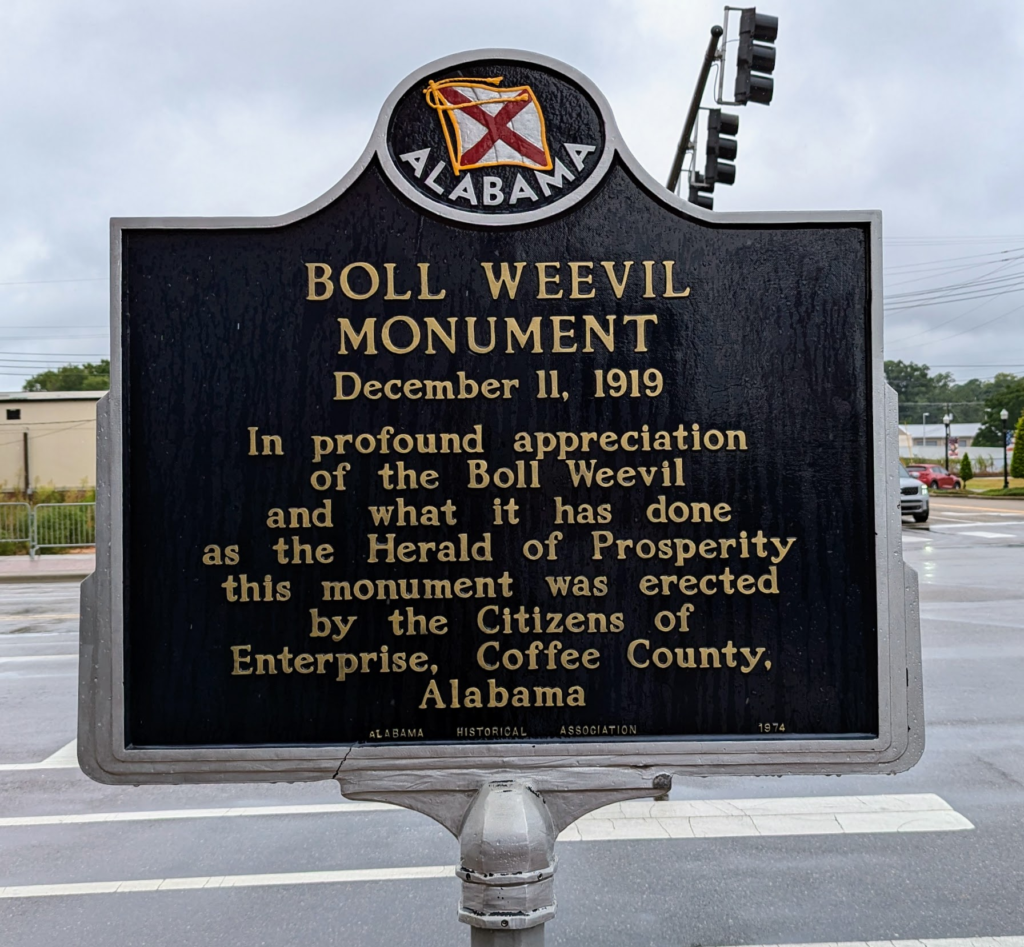 ALABAMA
BOLL WEEVIL
MONUMENT
December 11, 1919
In profound appreciation
of the Boll Weevil
and what it has done
as the Herald of Prosperity
this monument was erected
by the Citizens of
Enterprise, Coffee County,
Alabama
ALABAMA HISTORICAL ASSOCIATION 1974